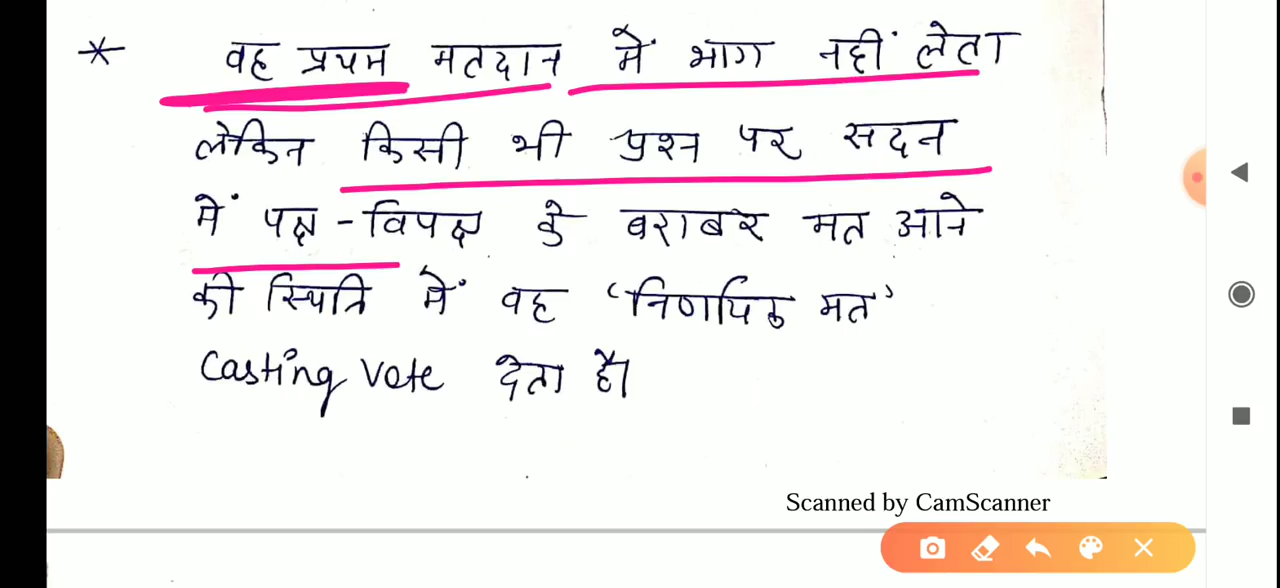 * वह प्रथम मतदान में भाग नहीं लेता
लेकिन किसी भी प्रश्न पर सदन
में पक्ष - विपक्ष के बराबर मत आने
की स्थिति में वह 'निर्णायक मत'
Casting Vote देता है।
Scanned by CamScanner